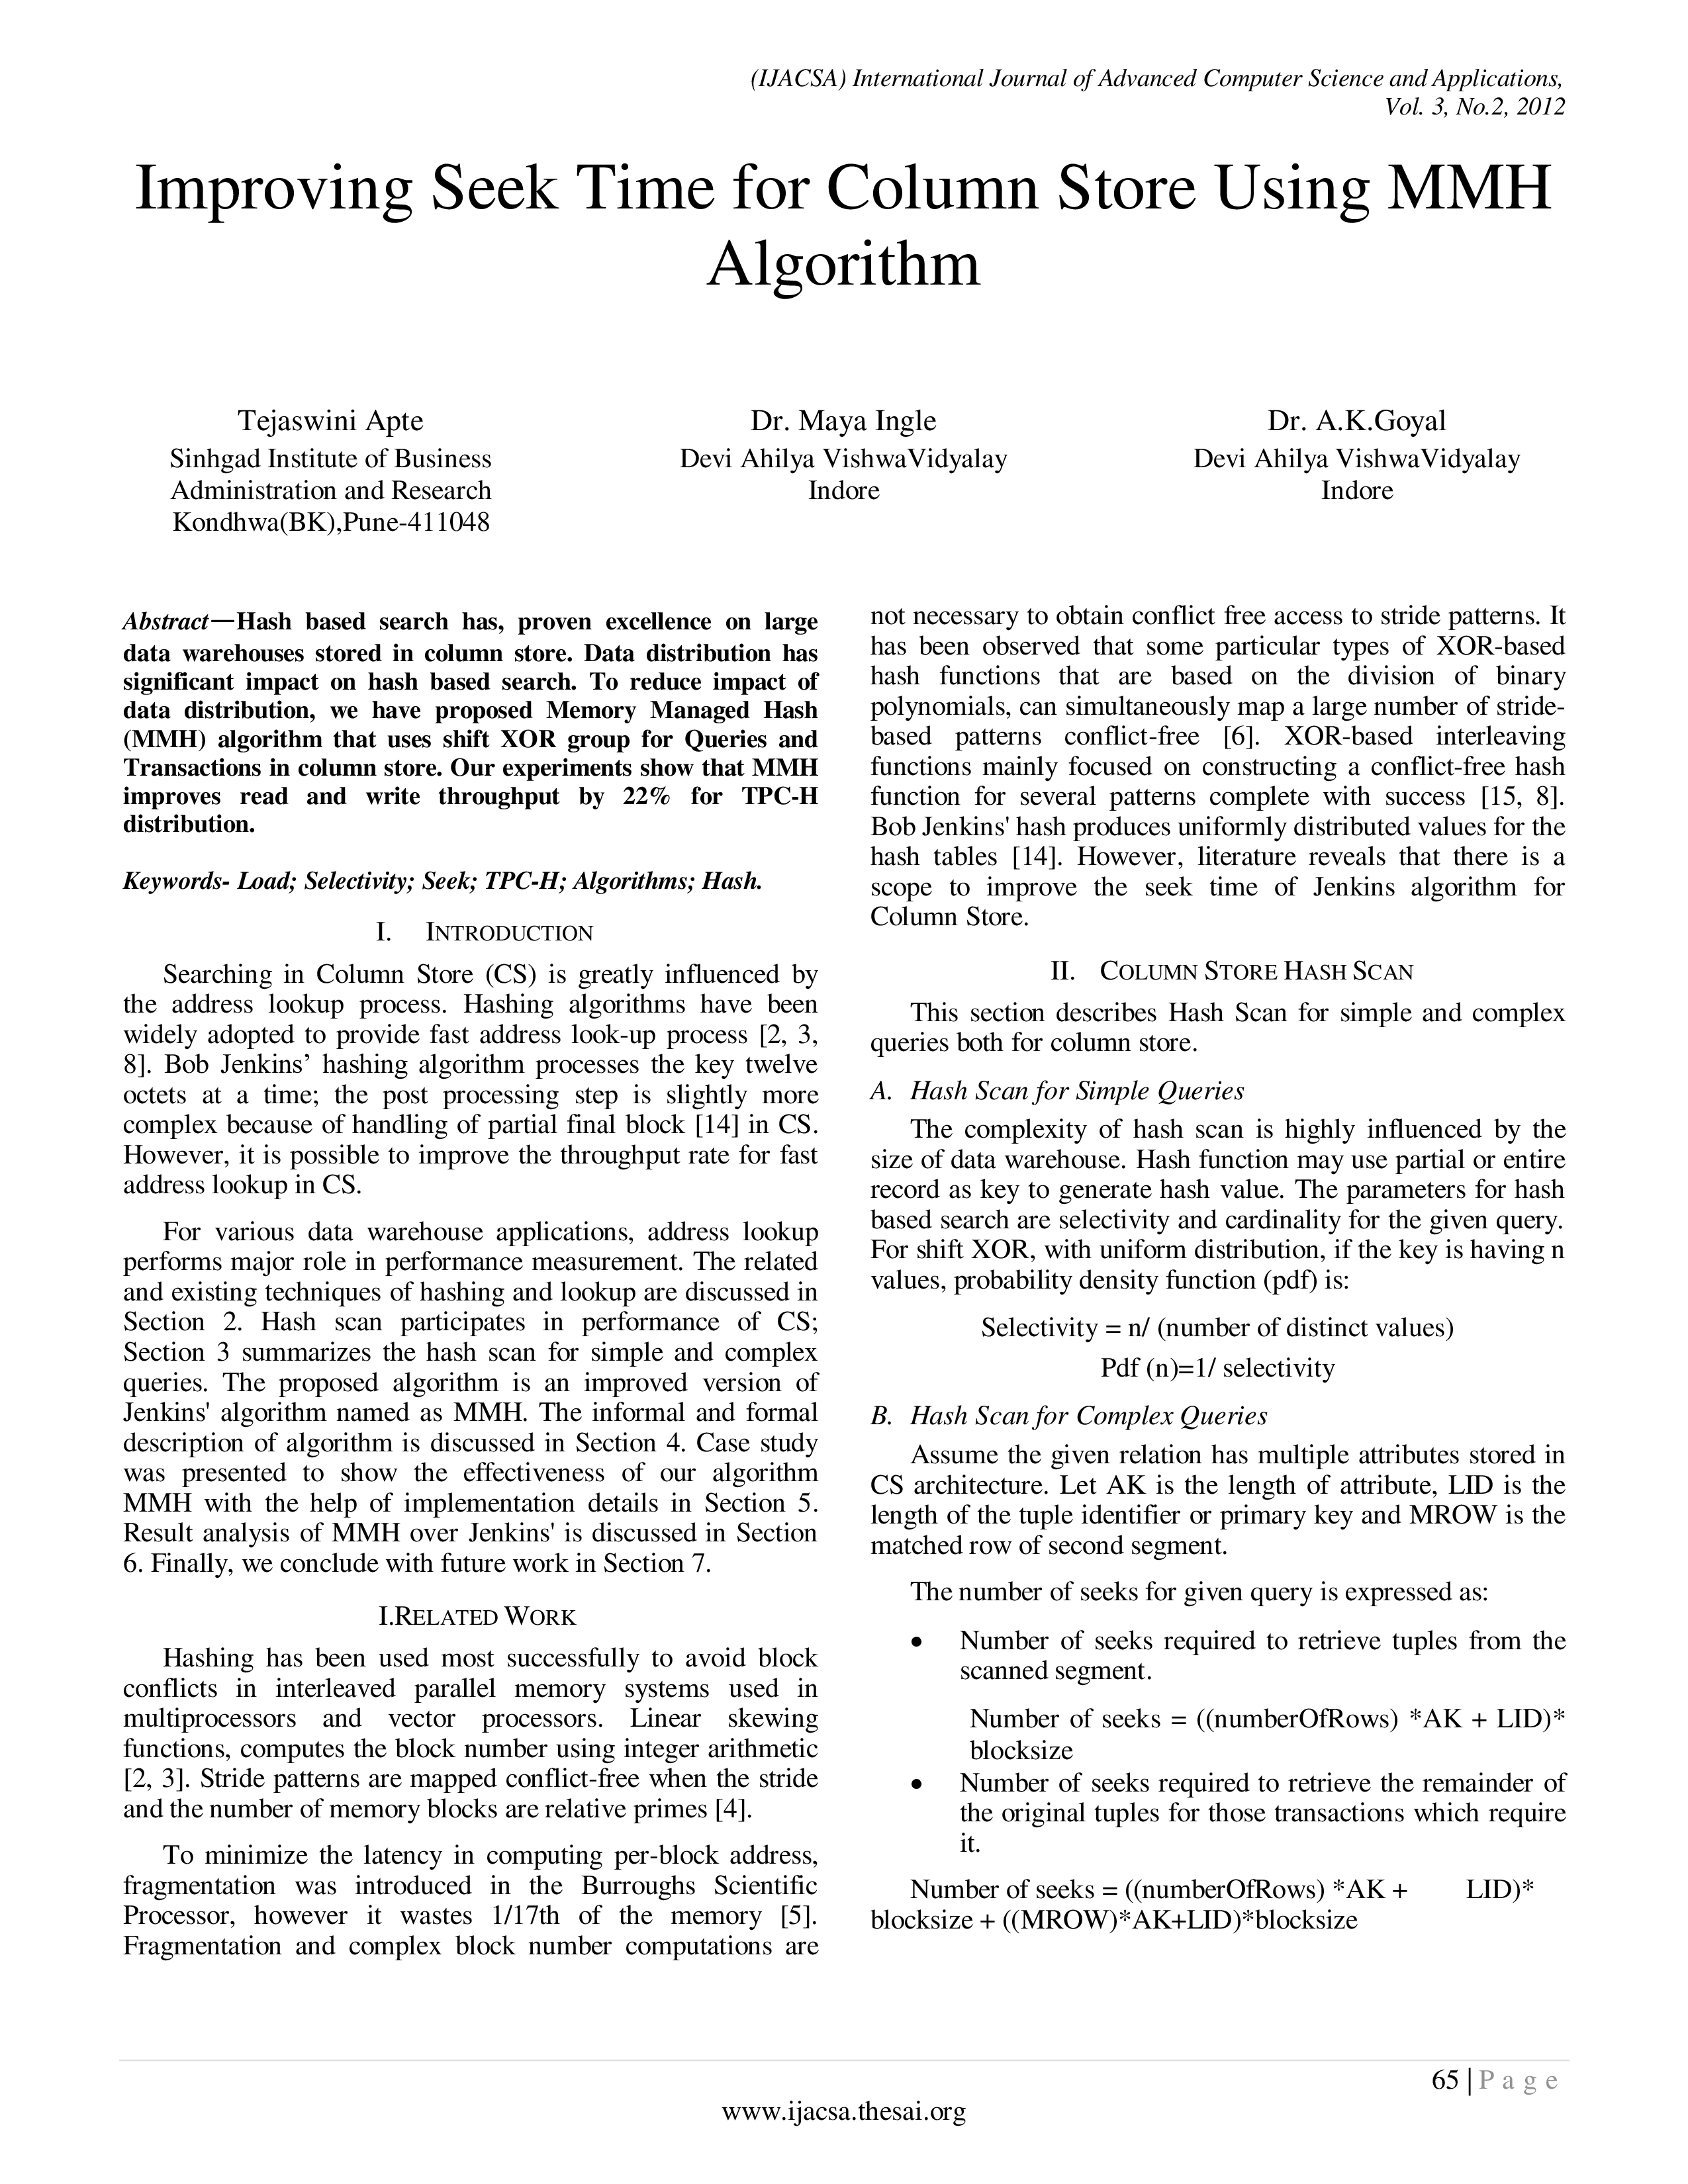 (IJACSA) International Journal of Advanced Computer Science and Applications,
Vol. 3, No.2, 2012
Improving Seek Time for Column Store Using MMH
Algorithm
Tejaswini Apte
Sinhgad Institute of Business
Administration and Research
Kondhwa(BK),Pune-411048
Dr. Maya Ingle
Devi Ahilya VishwaVidyalay
Indore
Dr. A.K.Goyal
Devi Ahilya VishwaVidyalay
Indore
Abstract—Hash based search has, proven excellence on large
data warehouses stored in column store. Data distribution has
significant impact on hash based search. To reduce impact of
data distribution, we have proposed Memory Managed Hash
(MMH) algorithm that uses shift XOR group for Queries and
Transactions in column store. Our experiments show that MMH
improves read and write throughput by 22% for TPC-H
distribution.
Keywords- Load; Selectivity; Seek; TPC-H; Algorithms; Hash.
I. INTRODUCTION
Searching in Column Store (CS) is greatly influenced by
the address lookup process. Hashing algorithms have been
widely adopted to provide fast address look-up process [2, 3,
8]. Bob Jenkins’ hashing algorithm processes the key twelve
octets at a time; the post processing step is slightly more
complex because of handling of partial final block [14] in CS.
However, it is possible to improve the throughput rate for fast
address lookup in CS.
For various data warehouse applications, address lookup
performs major role in performance measurement. The related
and existing techniques of hashing and lookup are discussed in
Section 2. Hash scan participates in performance of CS;
Section 3 summarizes the hash scan for simple and complex
queries. The proposed algorithm is an improved version of
Jenkins' algorithm named as MMH. The informal and formal
description of algorithm is discussed in Section 4. Case study
was presented to show the effectiveness of our algorithm
MMH with the help of implementation details in Section 5.
Result analysis of MMH over Jenkins' is discussed in Section
6. Finally, we conclude with future work in Section 7.
I.RELATED WORK
Hashing has been used most successfully to avoid block
conflicts in interleaved parallel memory systems used in
multiprocessors and vector processors. Linear skewing
functions, computes the block number using integer arithmetic
[2, 3]. Stride patterns are mapped conflict-free when the stride
and the number of memory blocks are relative primes [4].
To minimize the latency in computing per-block address,
fragmentation was introduced in the Burroughs Scientific
Processor, however it wastes 1/17th of the memory [5].
Fragmentation and complex block number computations are
not necessary to obtain conflict free access to stride patterns. It
has been observed that some particular types of XOR-based
hash functions that are based on the division of binary
polynomials, can simultaneously map a large number of stride-
based patterns conflict-free [6]. XOR-based interleaving
functions mainly focused on constructing a conflict-free hash
function for several patterns complete with success [15, 8].
Bob Jenkins' hash produces uniformly distributed values for the
hash tables [14]. However, literature reveals that there is a
scope to improve the seek time of Jenkins algorithm for
Column Store.
II. COLUMN STORE HASH SCAN
This section describes Hash Scan for simple and complex
queries both for column store.
A. Hash Scan for Simple Queries
The complexity of hash scan is highly influenced by the
size of data warehouse. Hash function may use partial or entire
record as key to generate hash value. The parameters for hash
based search are selectivity and cardinality for the given query.
For shift XOR, with uniform distribution, if the key is having n
values, probability density function (pdf) is:
Selectivity = n/ (number of distinct values)
Pdf (n)=1/ selectivity
B. Hash Scan for Complex Queries
Assume the given relation has multiple attributes stored in
CS architecture. Let AK is the length of attribute, LID is the
length of the tuple identifier or primary key and MROW is the
matched row of second segment.
The number of seeks for given query is expressed as:
• Number of seeks required to retrieve tuples from the
scanned segment.
Number of seeks = ((numberOfRows) *AK + LID)*
blocksize
• Number of seeks required to retrieve the remainder of
the original tuples for those transactions which require
it.
Number of seeks = ((numberOfRows) *AK + LID)*
blocksize + ((MROW)*AK+LID)*blocksize
65 | P a g e
www.ijacsa.thesai.org